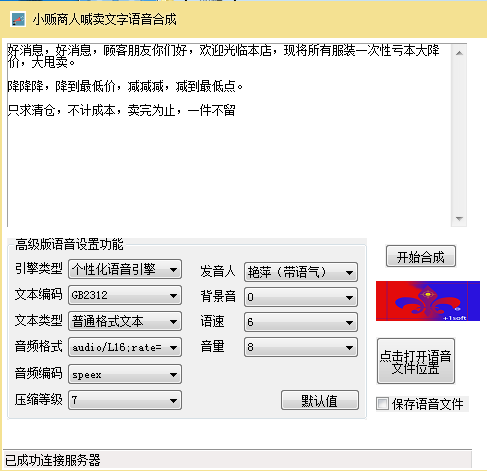 小贩商人喊卖文字语音合成
好消息，好消息，顾客朋友你们好，欢迎光临本店，现将所有服装一次性亏本大降
价，大甩卖。
降降降，降到最低价，减减减，减到最低点。
只求清仓，不计成本，卖完为止，一件不留
高级版语音设置功能
引擎类型 个性化语音引擎
发音人 艳萍（带语气）
文本编码 GB2312
背景音 0
文本类型 普通格式文本
语速 6
音频格式 audio/L16;rate=
音量 8
音频编码 speex
压缩等级 7
默认值
开始合成
+1soft
点击打开语音
文件位置
保存语音文件
已成功连接服务器